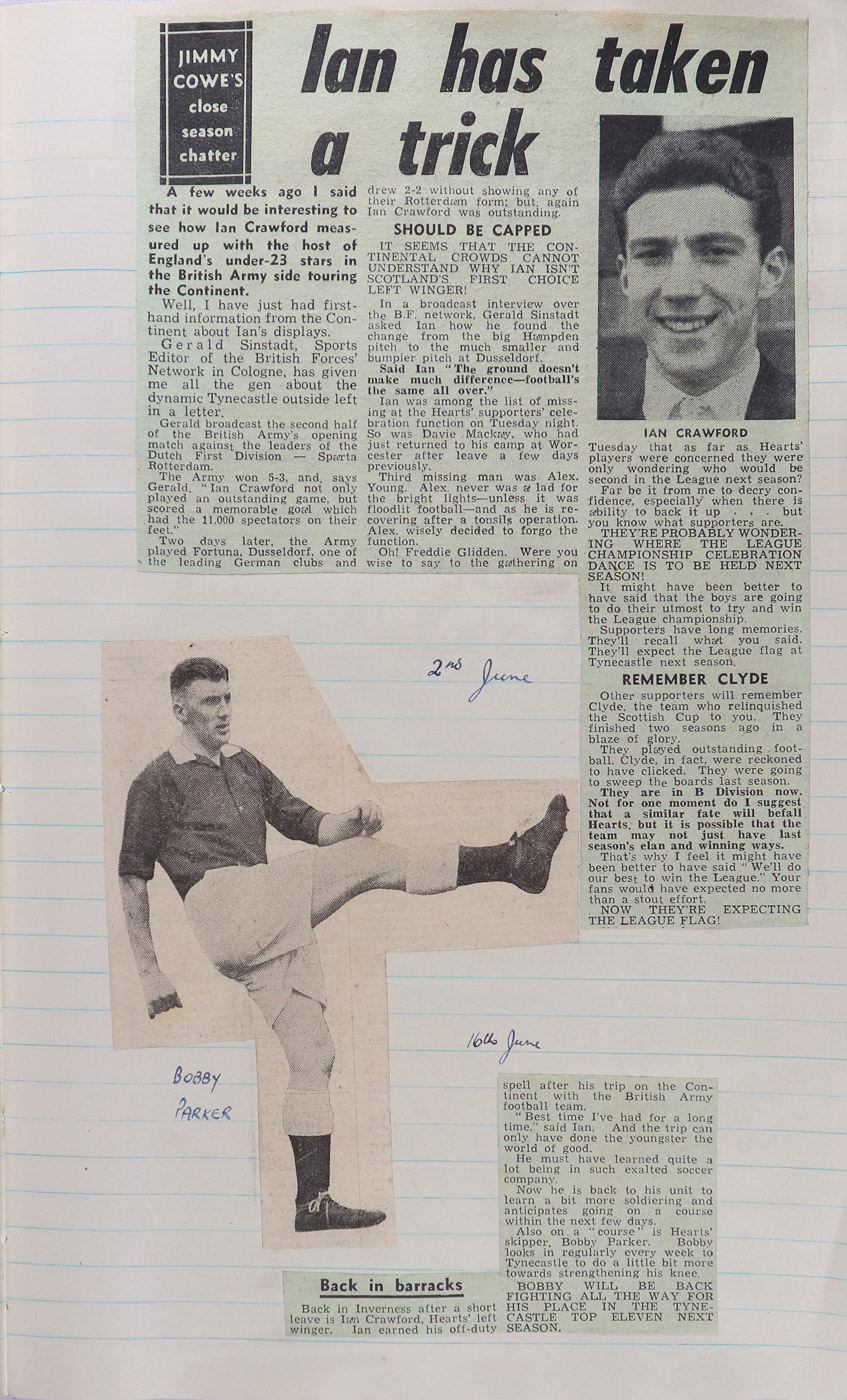 JIMMY
COWE'S
close
season
chatter
Ian has taken
a trick
A few weeks ago I said
that it would be interesting to
see how Ian Crawford meas-
ured up with the host of
England's under-23 stars in
the British Army side touring
the Continent.
Well, I have just had first-
hand information from the Con-
tinent about Ian's displays.
Gerald Sinstadt, Sports
Editor of the British Forces'
Network in Cologne, has given
me all the gen about the
dynamic Tynecastle outside left
in a letter.
Gerald broadcast the second half
of the British Army's opening
match against the leaders of the
Dutch First Division — Sparta
Rotterdam.
The Army won 5-3, and, says
Gerald, "Ian Crawford not only
played an outstanding game, but
scored a memorable goal which
had the 11,000 spectators on their
feet."
Two days later, the Army
played Fortuna, Dusseldorf, one of
the leading German clubs and
drew 2-2 without showing any of
their Rotterdam form; but, again
Ian Crawford was outstanding.
SHOULD BE CAPPED
IT SEEMS THAT THE CON-
TINENTAL CROWDS CANNOT
UNDERSTAND WHY IAN ISN'T
SCOTLAND'S FIRST CHOICE
LEFT WINGER!
In a broadcast interview over
the B.F. network, Gerald Sinstadt
asked Ian how he found the
change from the big Hampden
pitch to the much smaller and
bumpier pitch at Dusseldorf.
Said Ian "The ground doesn't
make much difference—football's
the same all over."
Ian was among the list of miss-
ing at the Hearts' supporters' cele-
bration function on Tuesday night.
So was Davie Mackay, who had
just returned to his camp at Wor-
cester after leave a few days
previously.
Third missing man was Alex.
Young. Alex. never was a lad for
the bright lights—unless it was
floodlit football—and as he is re-
covering after a tonsils operation.
Alex. wisely decided to forgo the
function.
Oh! Freddie Glidden. Were you
wise to say to the gathering on
IAN CRAWFORD
Tuesday that as far as Hearts'
players were concerned they were
only wondering who would be
second in the League next season?
Far be it from me to decry con-
fidence, especially when there is
ability to back it up . . . but
you know what supporters are.
THEY'RE PROBABLY WONDER-
ING WHERE THE LEAGUE
CHAMPIONSHIP CELEBRATION
DANCE IS TO BE HELD NEXT
SEASON!
It might have been better to
have said that the boys are going
to do their utmost to try and win
the League championship.
Supporters have long memories.
They'll recall what you said.
They'll expect the League flag at
Tynecastle next season.
REMEMBER CLYDE
Other supporters will remember
Clyde, the team who relinquished
the Scottish Cup to you. They
finished two seasons ago in a
blaze of glory.
They played outstanding foot-
ball. Clyde, in fact, were reckoned
to have clicked. They were going
to sweep the boards last season.
They are in B Division now.
Not for one moment do I suggest
that a similar fate will befall
Hearts, but it is possible that the
team may not just have last
season's elan and winning ways.
That's why I feel it might have
been better to have said "We'll do
our best to win the League." Your
fans would have expected no more
than a stout effort.
NOW THEY'RE EXPECTING
THE LEAGUE FLAG!
2nd June
BOBBY
PARKER
16th June
Back in barracks
Back in Inverness after a short
leave is Ian Crawford, Hearts' left
winger. Ian earned his off-duty
spell after his trip on the Con-
tinent with the British Army
football team.
"Best time I've had for a long
time," said Ian. And the trip can
only have done the youngster the
world of good.
He must have learned quite a
lot being in such exalted soccer
company.
Now he is back to his unit to
learn a bit more soldiering and
anticipates going on a course
within the next few days.
Also on a "course" is Hearts'
skipper, Bobby Parker. Bobby
looks in regularly every week to
Tynecastle to do a little bit more
towards strengthening his knee.
BOBBY WILL BE BACK
FIGHTING ALL THE WAY FOR
HIS PLACE IN THE TYNE-
CASTLE TOP ELEVEN NEXT
SEASON.